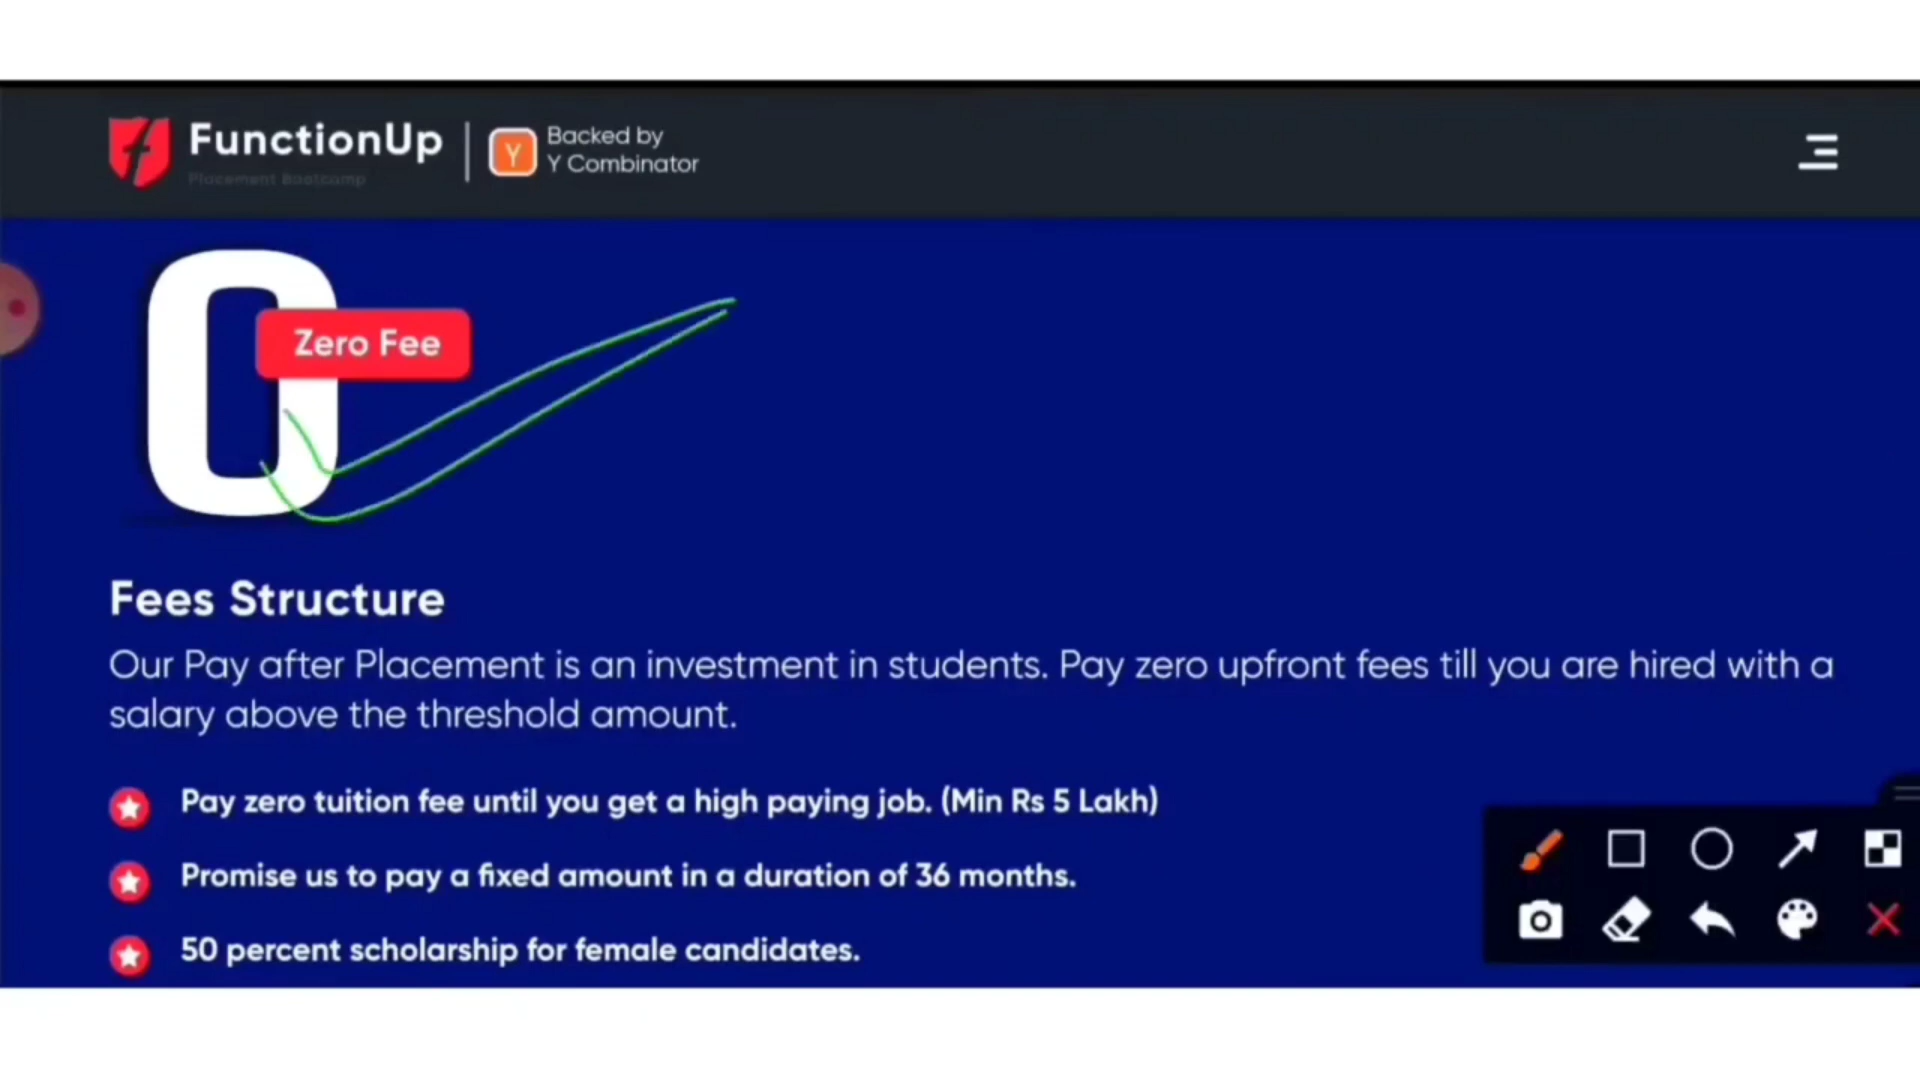 FunctionUp
Placement Bootcamp
Backed by
Y Combinator
Y
0
Zero Fee
Fees Structure
Our Pay after Placement is an investment in students. Pay zero upfront fees till you are hired with a
salary above the threshold amount.
Pay zero tuition fee until you get a high paying job. (Min Rs 5 Lakh)
Promise us to pay a fixed amount in a duration of 36 months.
50 percent scholarship for female candidates.